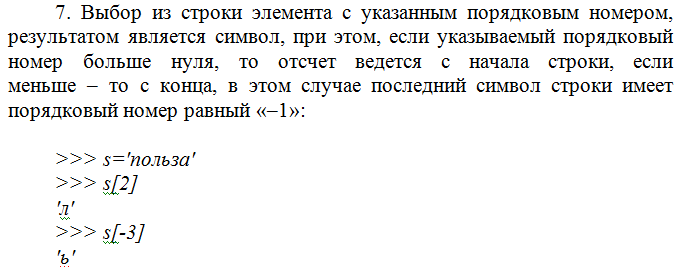 7. Выбор из строки элемента с указанным порядковым номером,
результатом является символ, при этом, если указываемый порядковый
номер больше нуля, то отсчет ведется с начала строки, если
меньше – то с конца, в этом случае последний символ строки имеет
порядковый номер равный «–1»:
>>> s='польза'
>>> s[2]
'л'
>>> s[-3]
'ь'